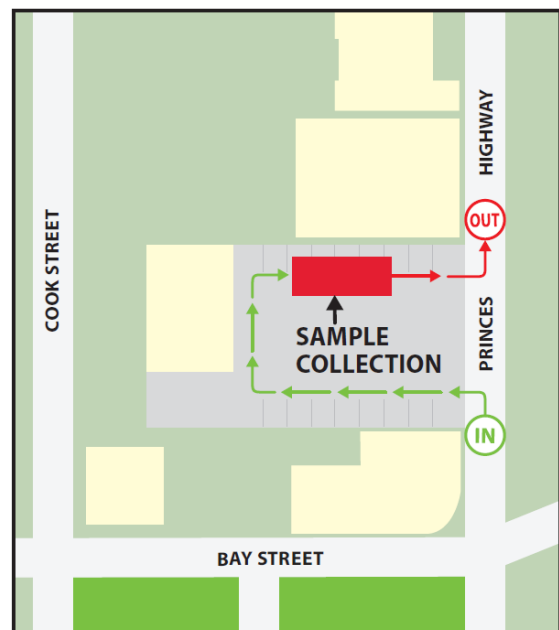 HIGHWAY
OUT
COOK STREET
PRINCES
SAMPLE
COLLECTION
IN
BAY STREET